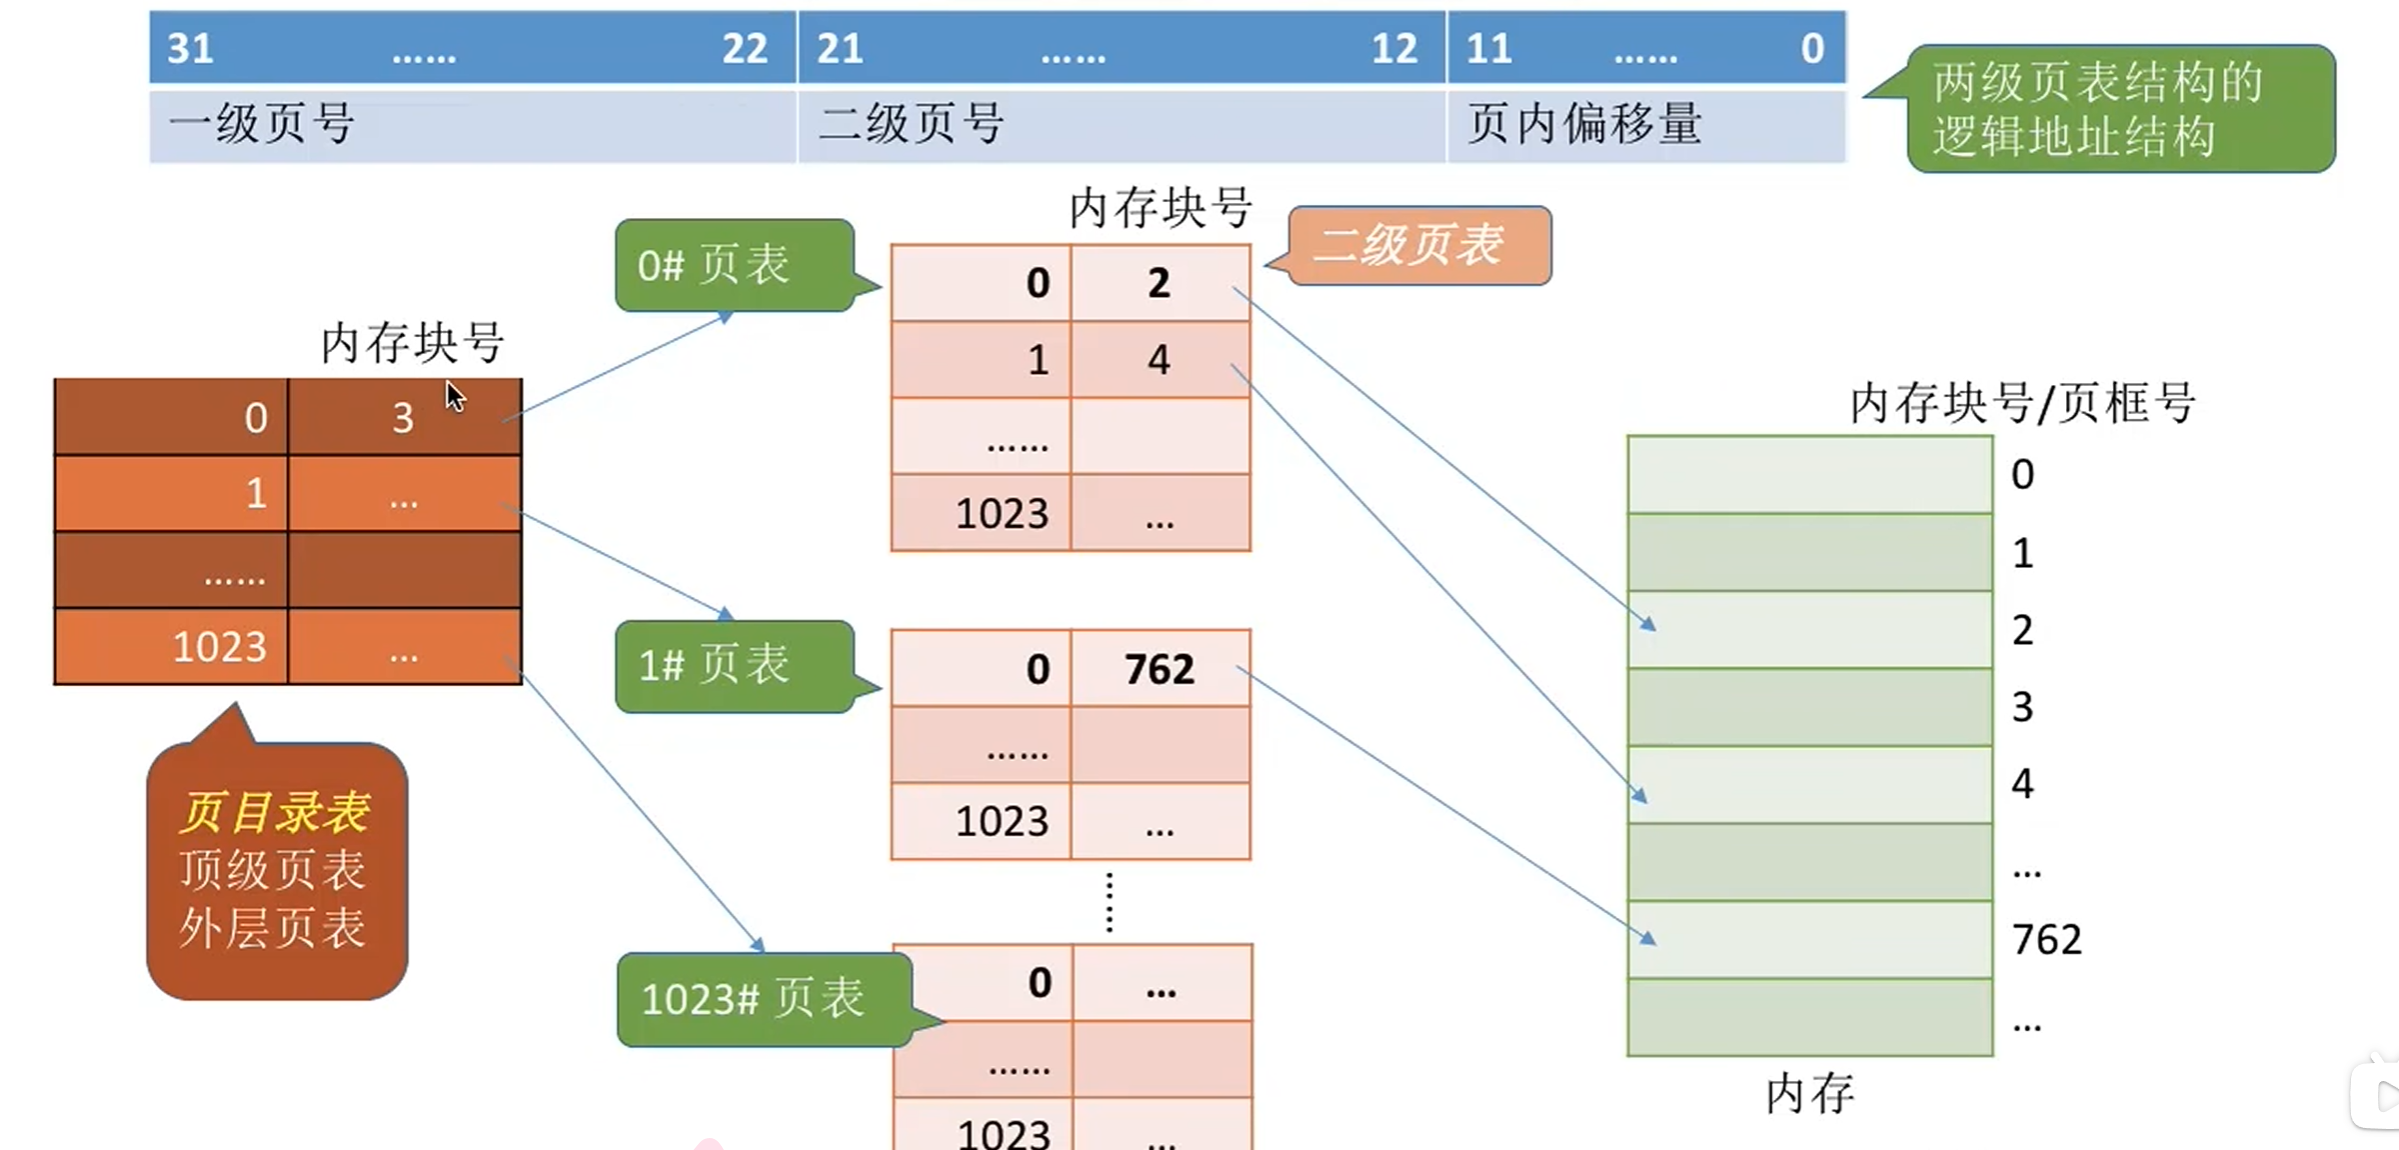 31 …… 22 21 …… 12 11 …… 0
一级页号 二级页号 页内偏移量
两级页表结构的
逻辑地址结构
内存块号
0 3
1 …
……
1023 …
页目录表
顶级页表
外层页表
0# 页表
内存块号
二级页表
0 2
1 4
……
1023 …
1# 页表
0 762
……
1023 …
……
1023# 页表
0 …
……
1023 …
内存块号/页框号
0
1
2
3
4
…
762
…
内存